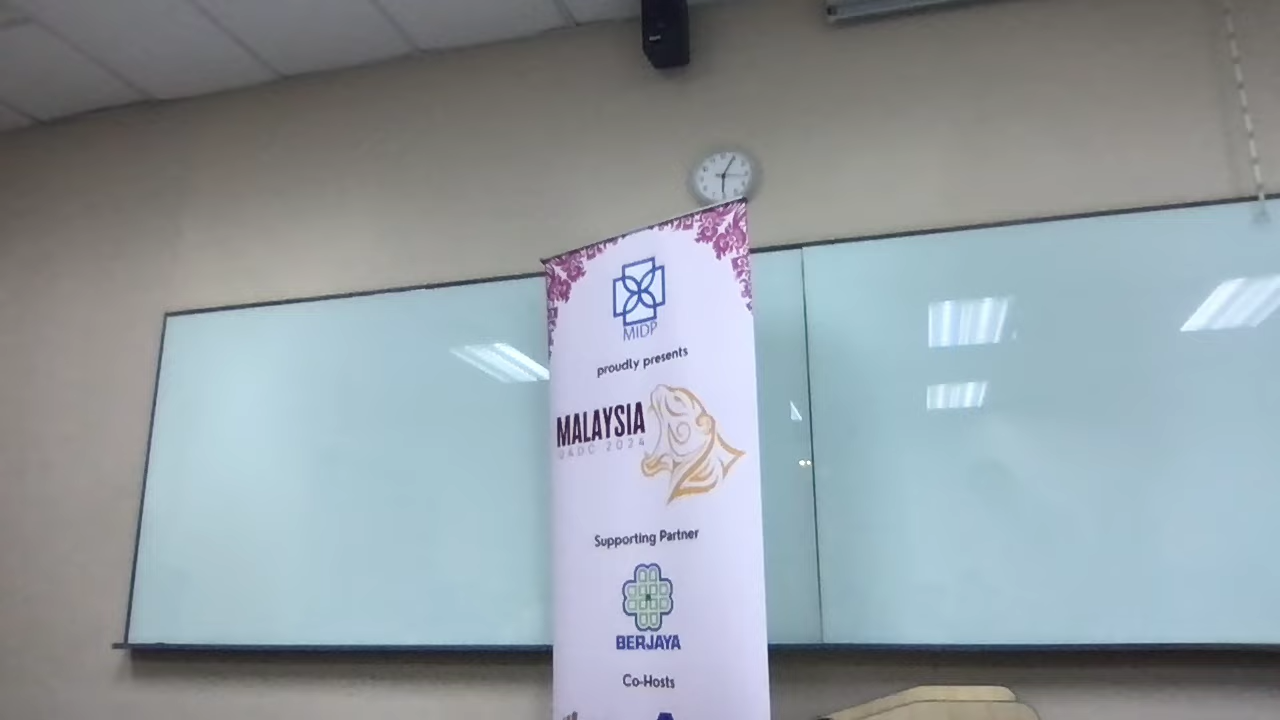 MIDP
proudly presents
MALAYSIA
UADC 2024
Supporting Partner
BERJAYA
Co-Hosts